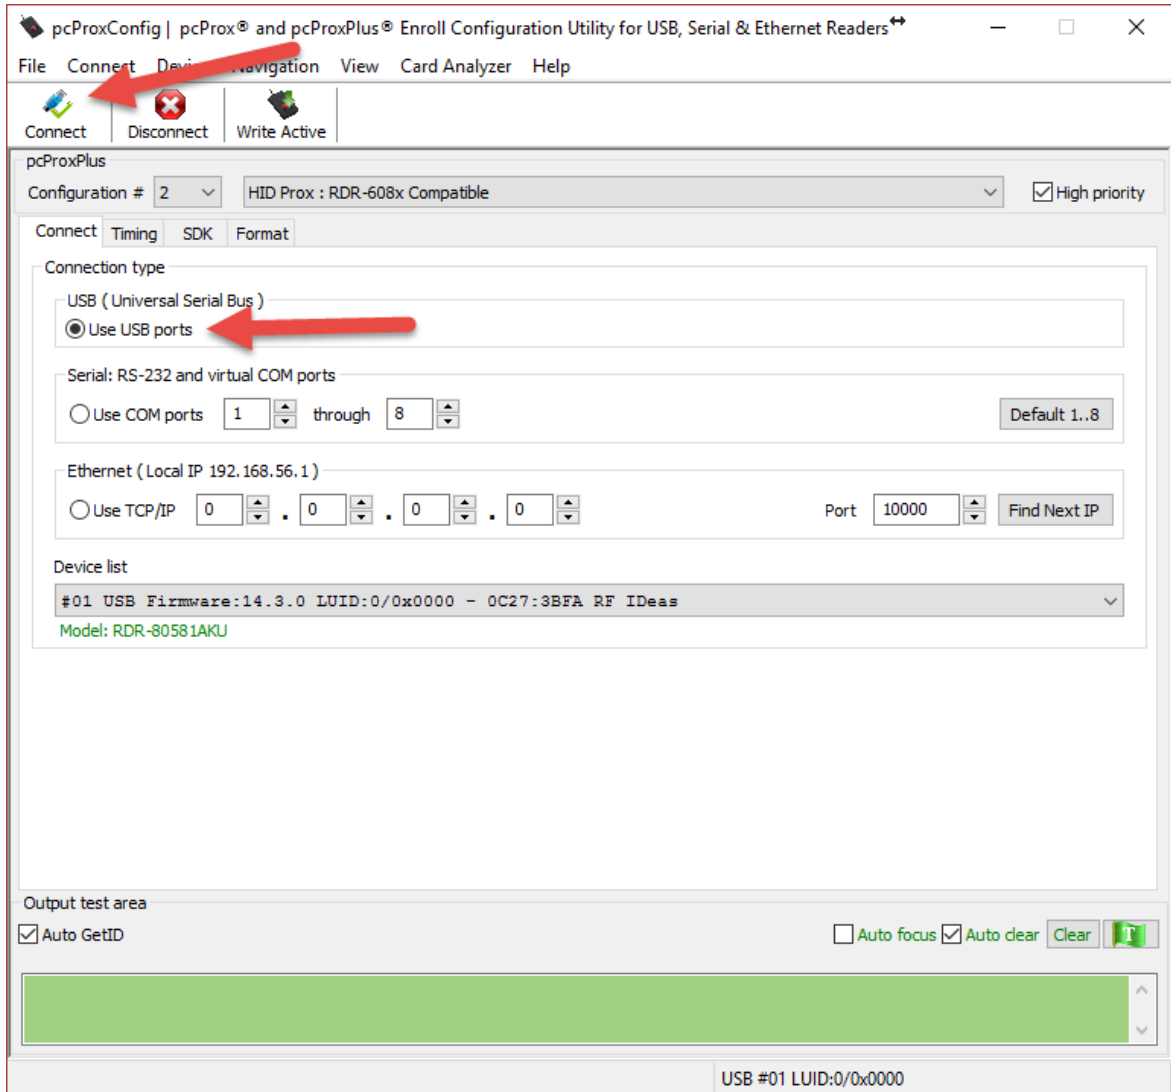 pcProxConfig | pcProx® and pcProxPlus® Enroll Configuration Utility for USB, Serial & Ethernet Readers
File Connect Navigation View Card Analyzer Help
Connect Disconnect Write Active
pcProxPlus
Configuration # 2 HID Prox : RDR-608x Compatible High priority
Connect Timing SDK Format
Connection type
USB ( Universal Serial Bus )
Use USB ports
Serial: RS-232 and virtual COM ports
Use COM ports 1 through 8 Default 1..8
Ethernet ( Local IP 192.168.56.1 )
Use TCP/IP 0 . 0 . 0 . 0 Port 10000 Find Next IP
Device list
#01 USB Firmware:14.3.0 LUID:0/0x0000 - 0C27:3BFA RF IDeas
Model: RDR-80581AKU
Output test area
Auto GetID Auto focus Auto clear Clear T
USB #01 LUID:0/0x0000